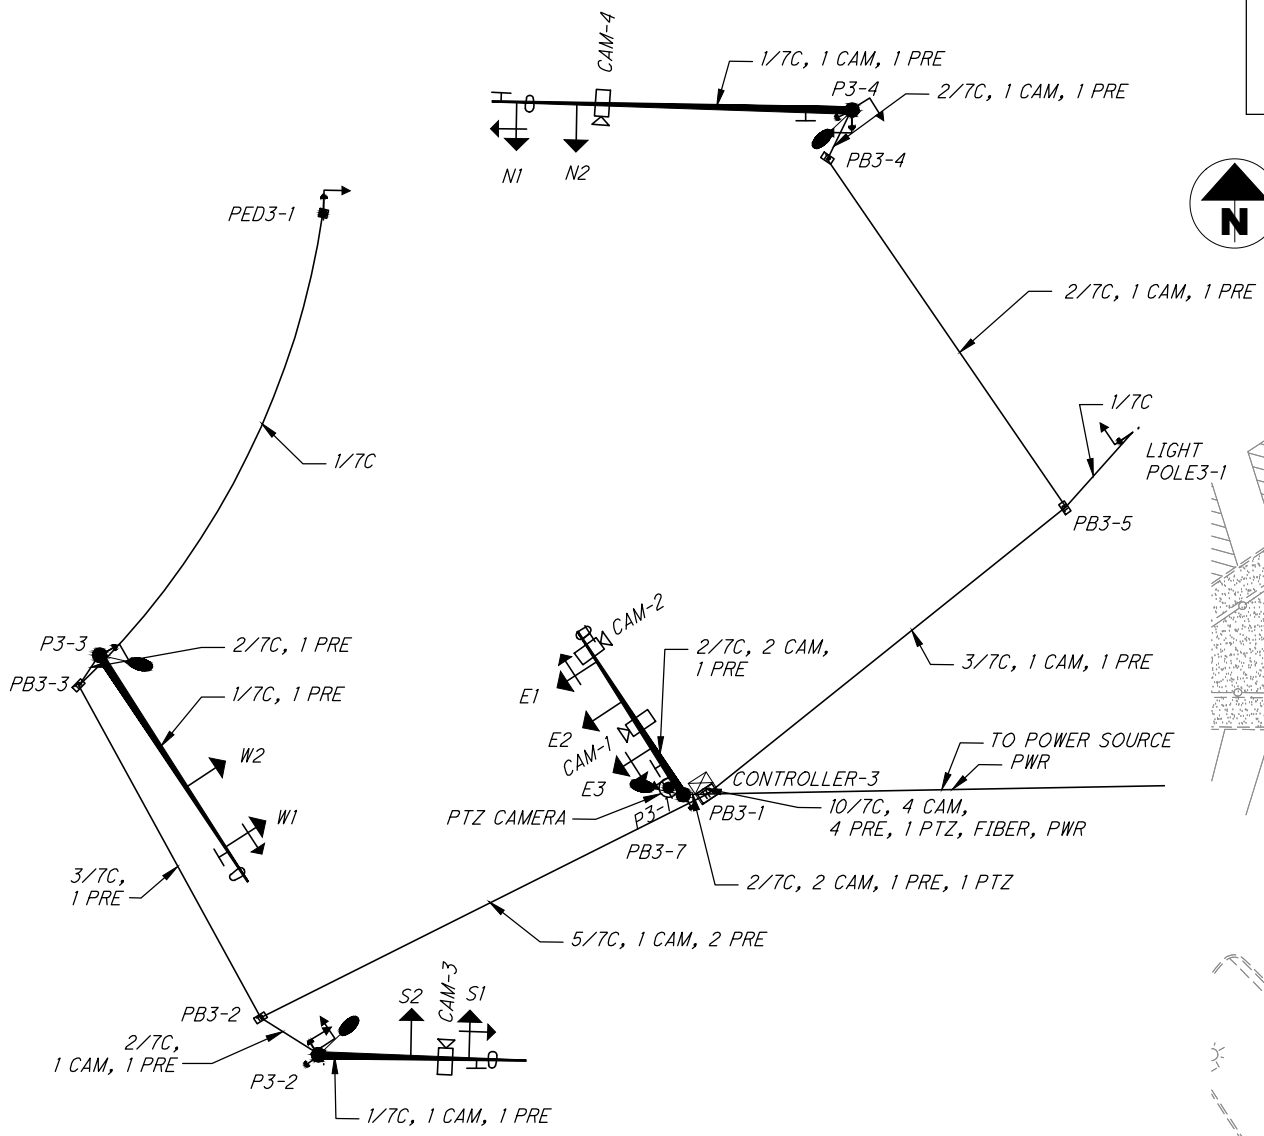 CAM-4
1/7C, 1 CAM, 1 PRE
P3-4
2/7C, 1 CAM, 1 PRE
PB3-4
N1
N2
PED3-1
N
2/7C, 1 CAM, 1 PRE
1/7C
LIGHT
POLE3-1
1/7C
PB3-5
CAM-2
P3-3
2/7C, 1 PRE
2/7C, 2 CAM,
1 PRE
3/7C, 1 CAM, 1 PRE
PB3-3
1/7C, 1 PRE
E1
E2
CAM-1
W2
TO POWER SOURCE
PWR
CONTROLLER-3
E3
W1
PTZ CAMERA
P3-1
PB3-1
10/7C, 4 CAM,
4 PRE, 1 PTZ, FIBER, PWR
PB3-7
3/7C,
1 PRE
2/7C, 2 CAM, 1 PRE, 1 PTZ
5/7C, 1 CAM, 2 PRE
CAM-3
S2
S1
PB3-2
2/7C,
1 CAM, 1 PRE
P3-2
1/7C, 1 CAM, 1 PRE